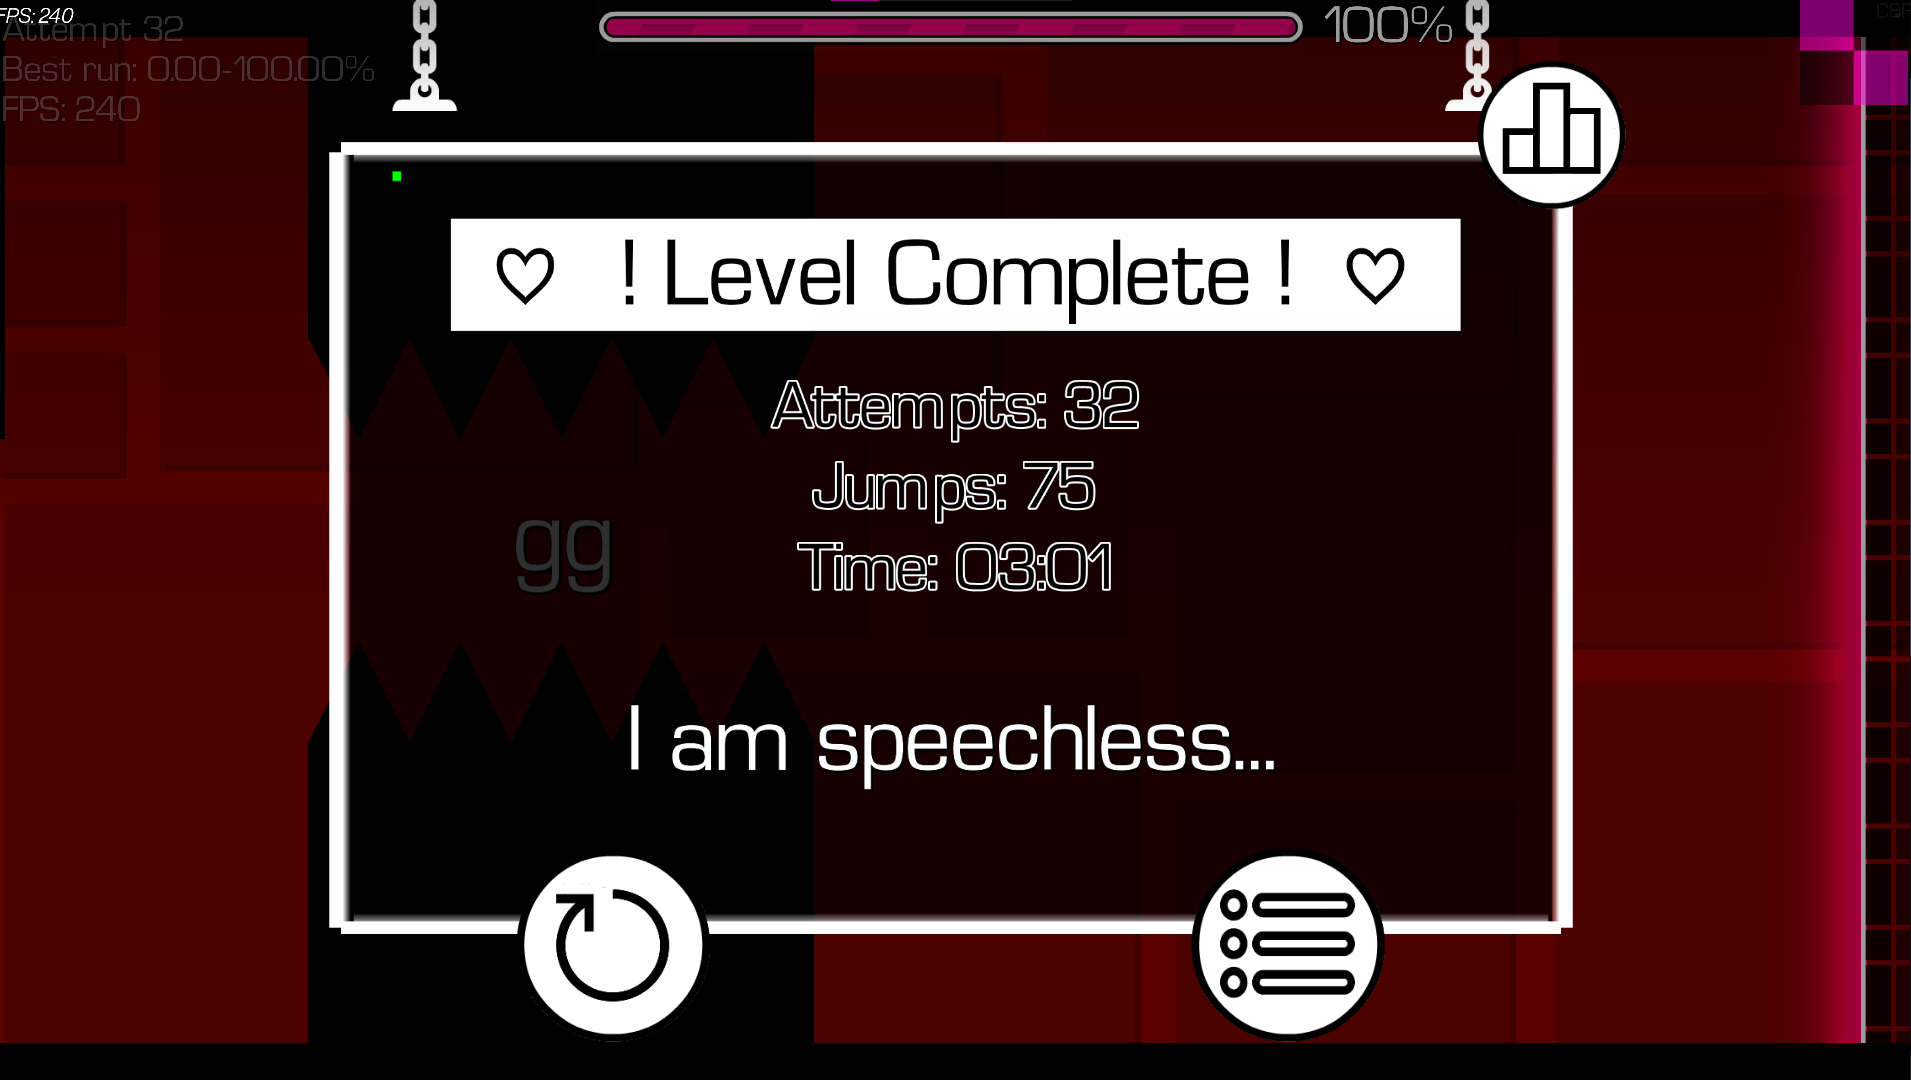 FPS: 240
Attempt 32
Best run: 0.00-100.00%
FPS: 240
100%
! Level Complete !
Attempts: 32
Jumps: 75
Time: 03:01
gg
I am speechless...